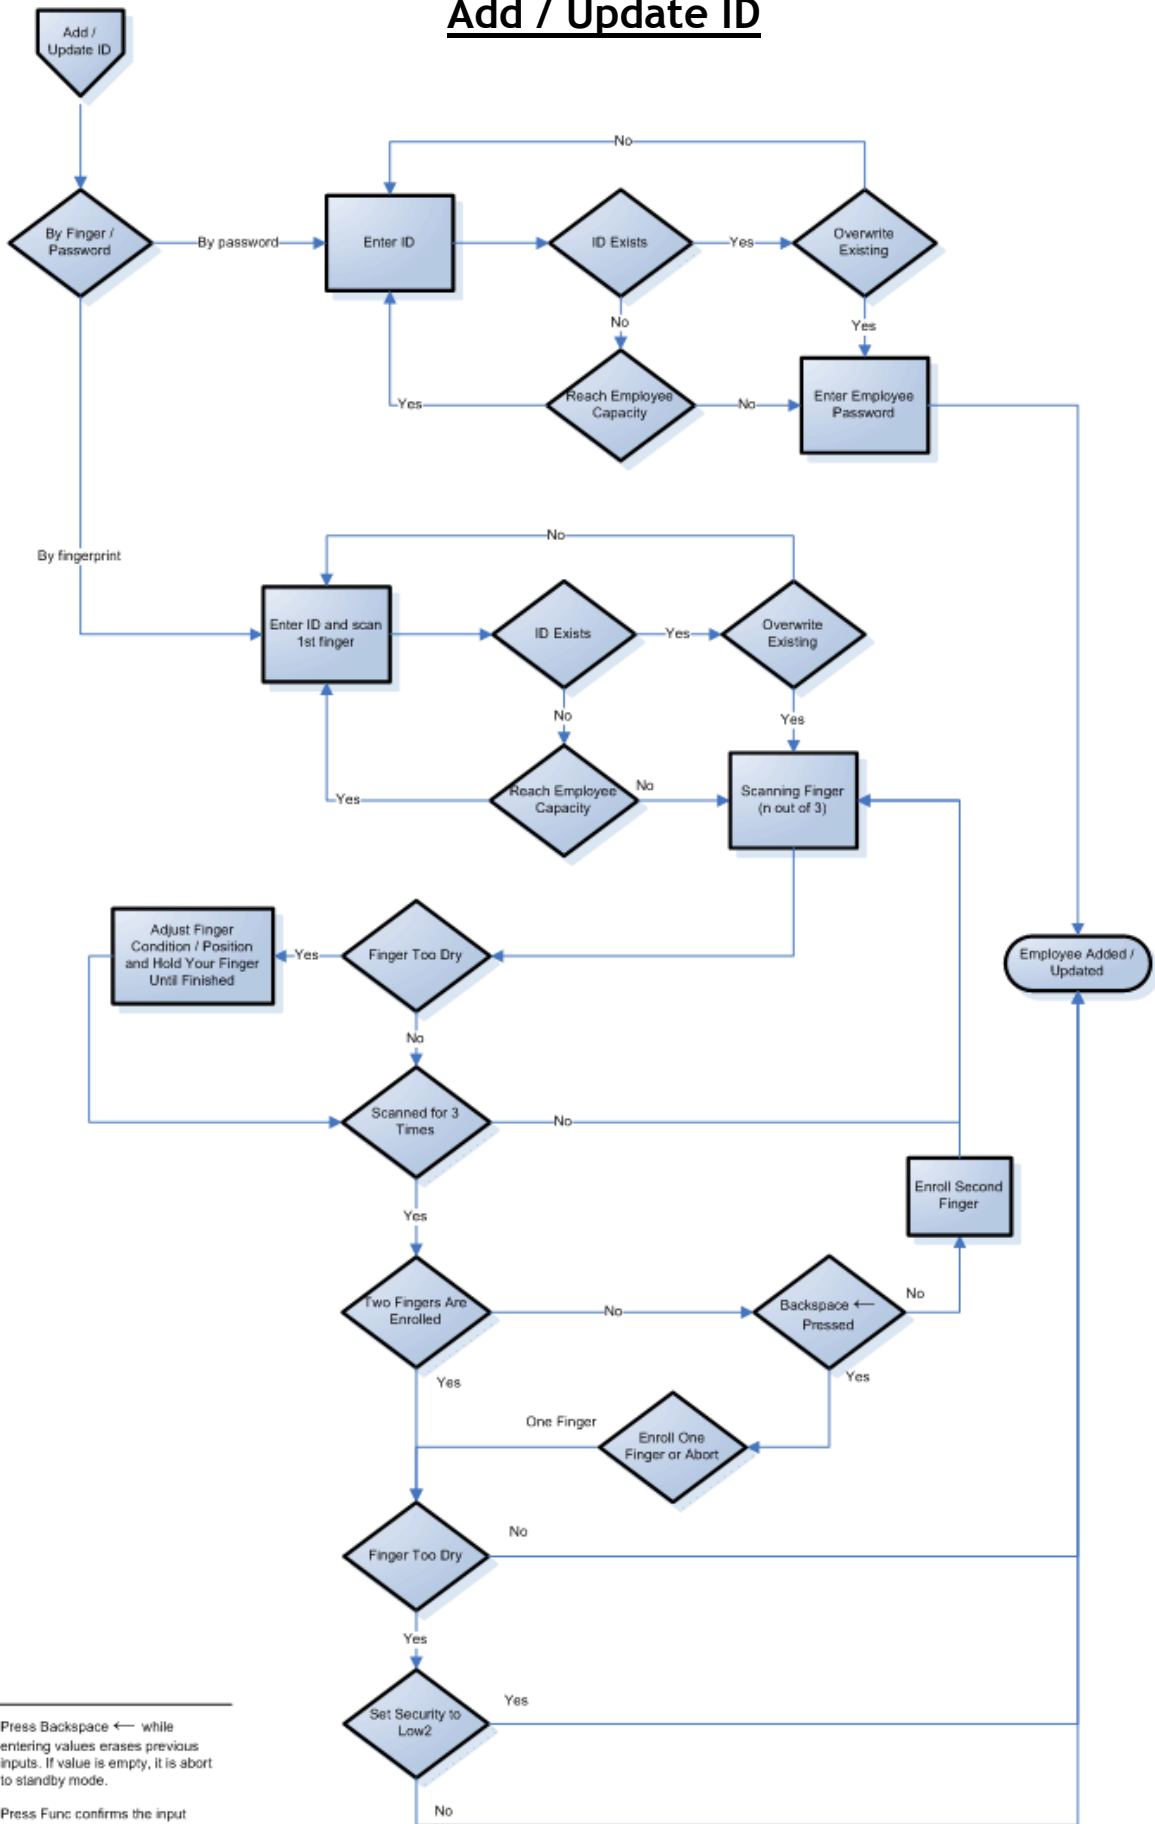 Add / Update ID
Add /
Update ID
No
By Finger /
Password
By password
Enter ID
ID Exists
Yes
Overwrite
Existing
No
Yes
Reach Employee
Capacity
Yes
No
Enter Employee
Password
No
By fingerprint
Enter ID and scan
1st finger
ID Exists
Yes
Overwrite
Existing
No
Yes
Reach Employee
Capacity
Yes
No
Scanning Finger
(n out of 3)
Adjust Finger
Condition / Position
and Hold Your Finger
Until Finished
Yes
Finger Too Dry
Employee Added /
Updated
No
Scanned for 3
Times
No
Enroll Second
Finger
Yes
Two Fingers Are
Enrolled
No
Backspace ←
Pressed
No
Yes
Yes
One Finger
Enroll One
Finger or Abort
Finger Too Dry
No
Yes
Set Security to
Low2
Yes
No
Press Backspace ← while
entering values erases previous
inputs. If value is empty, it is abort
to standby mode.
Press Func confirms the input